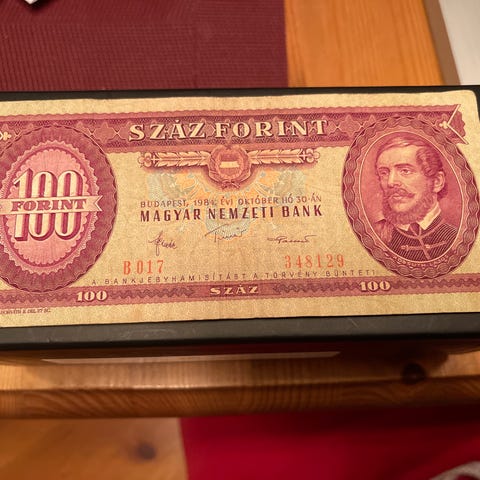 SZÁZ FORINT
100
FORINT
BUDAPEST, 1984. ÉVI OKTÓBER HÓ 30-ÁN
MAGYAR NEMZETI BANK
B 017 348129
A BANKJEGYHAMISÍTÁST A TÖRVÉNY BÜNTETI
100 SZÁZ 100